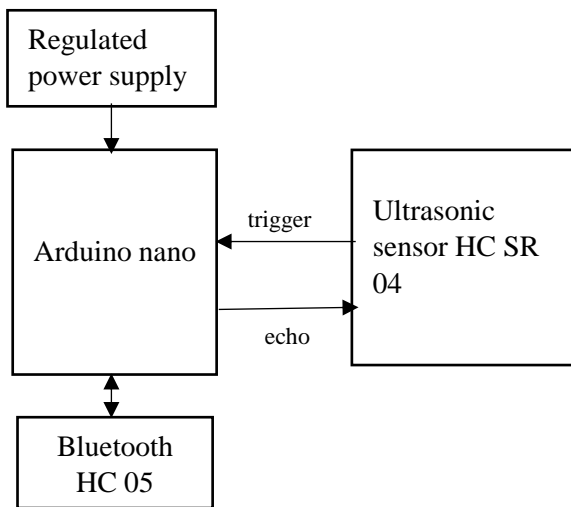 Regulated
power supply
Arduino nano
trigger
echo
Ultrasonic
sensor HC SR
04
Bluetooth
HC 05